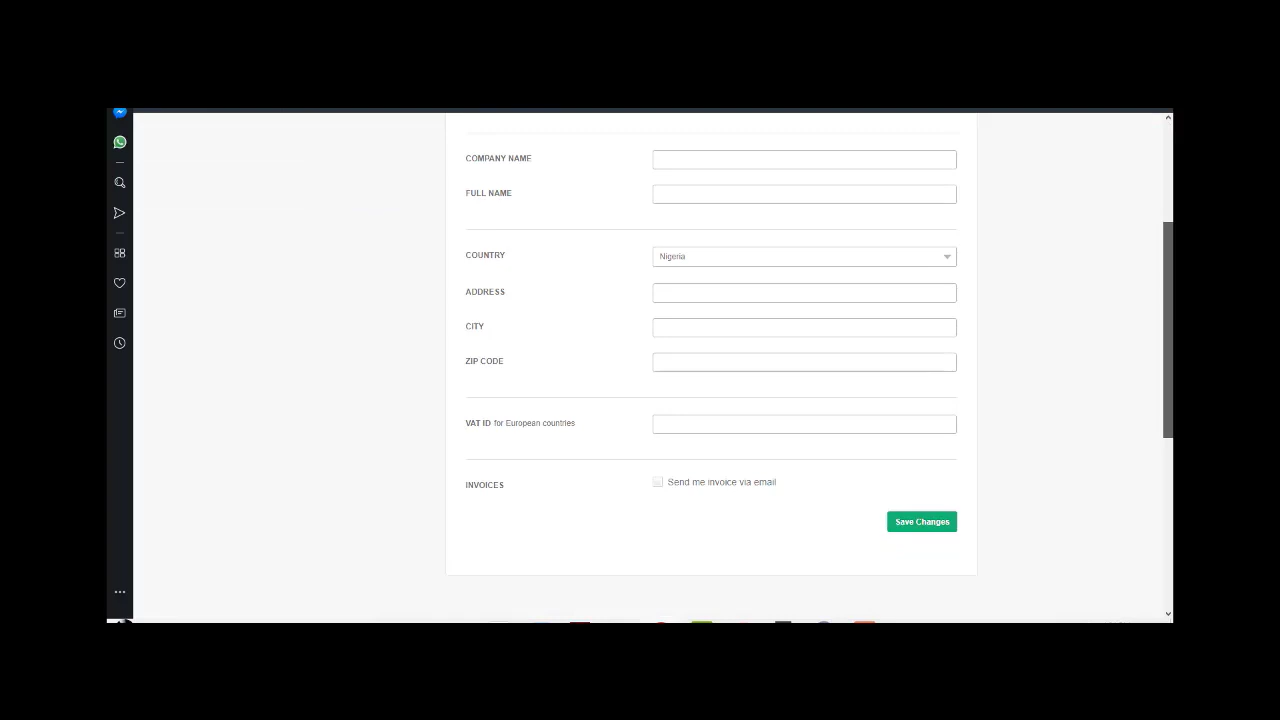 COMPANY NAME
FULL NAME
COUNTRY Nigeria
ADDRESS
CITY
ZIP CODE
VAT ID for European countries
INVOICES Send me invoice via email
Save Changes